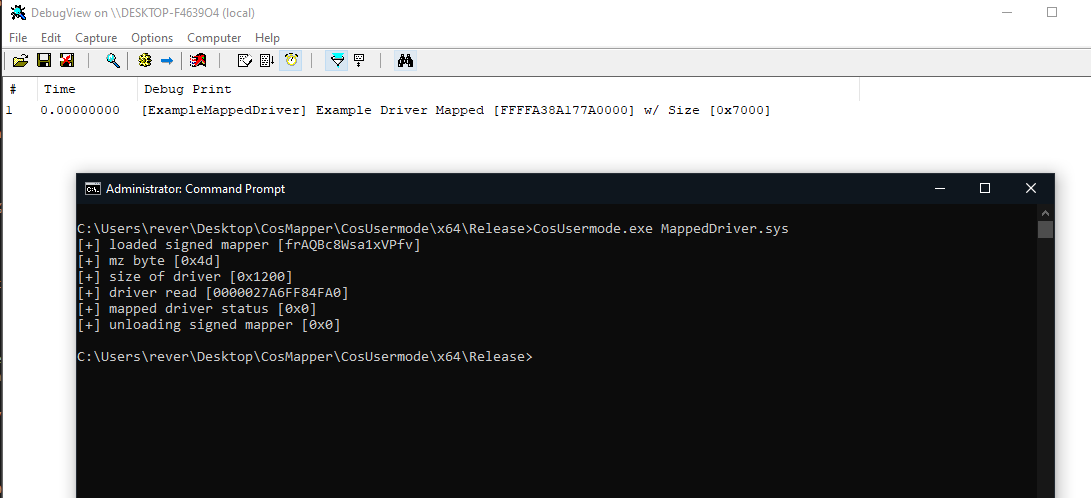 DebugView on \\DESKTOP-F4639O4 (local)
File Edit Capture Options Computer Help
# Time Debug Print
1 0.00000000 [ExampleMappedDriver] Example Driver Mapped [FFFFA38A177A0000] w/ Size [0x7000]
Administrator: Command Prompt
C:\Users\rever\Desktop\CosMapper\CosUsermode\x64\Release>CosUsermode.exe MappedDriver.sys
[+] loaded signed mapper [frAQBc8Wsa1xVPfv]
[+] mz byte [0x4d]
[+] size of driver [0x1200]
[+] driver read [0000027A6FF84FA0]
[+] mapped driver status [0x0]
[+] unloading signed mapper [0x0]
C:\Users\rever\Desktop\CosMapper\CosUsermode\x64\Release>